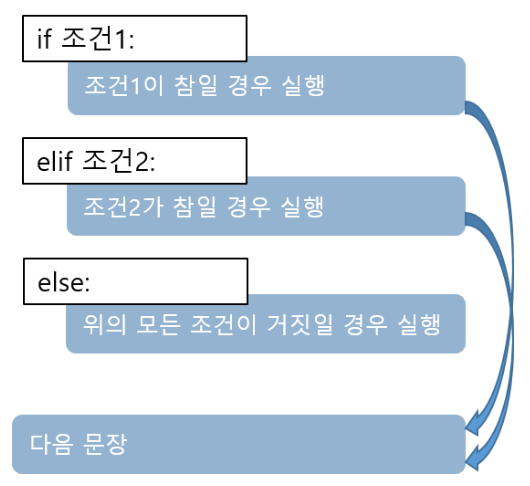 if 조건1:
조건1이 참일 경우 실행
elif 조건2:
조건2가 참일 경우 실행
else:
위의 모든 조건이 거짓일 경우 실행
다음 문장